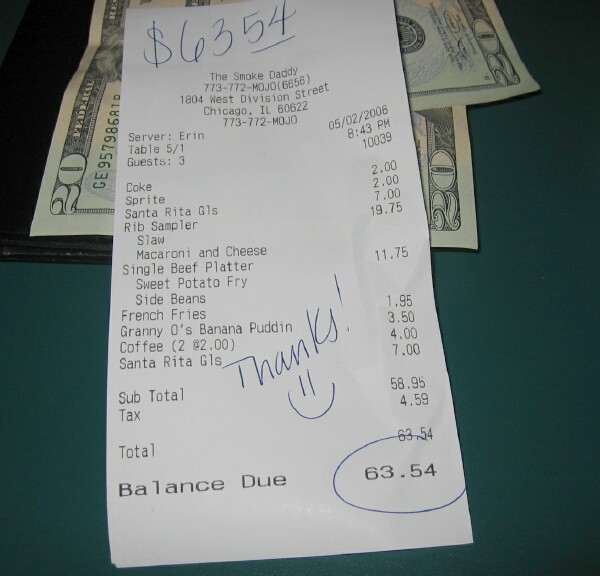 $6354
The Smoke Daddy
773-772-MOJO(6656)
1804 West Division Street
Chicago, IL 60622
773-772-MOJO
Server: Erin 05/02/2006
Table 5/1 8:43 PM
Guests: 3 10039
Coke 2.00
Sprite 2.00
Santa Rita Gls 7.00
Rib Sampler 19.75
Slaw
Macaroni and Cheese
Single Beef Platter 11.75
Sweet Potato Fry
Side Beans
French Fries 1.95
Granny O's Banana Puddin 3.50
Coffee (2 @2.00) 4.00
Santa Rita Gls 7.00
Thanks!
Sub Total 58.95
Tax 4.59
Total 63.54
Balance Due 63.54
20
20
20